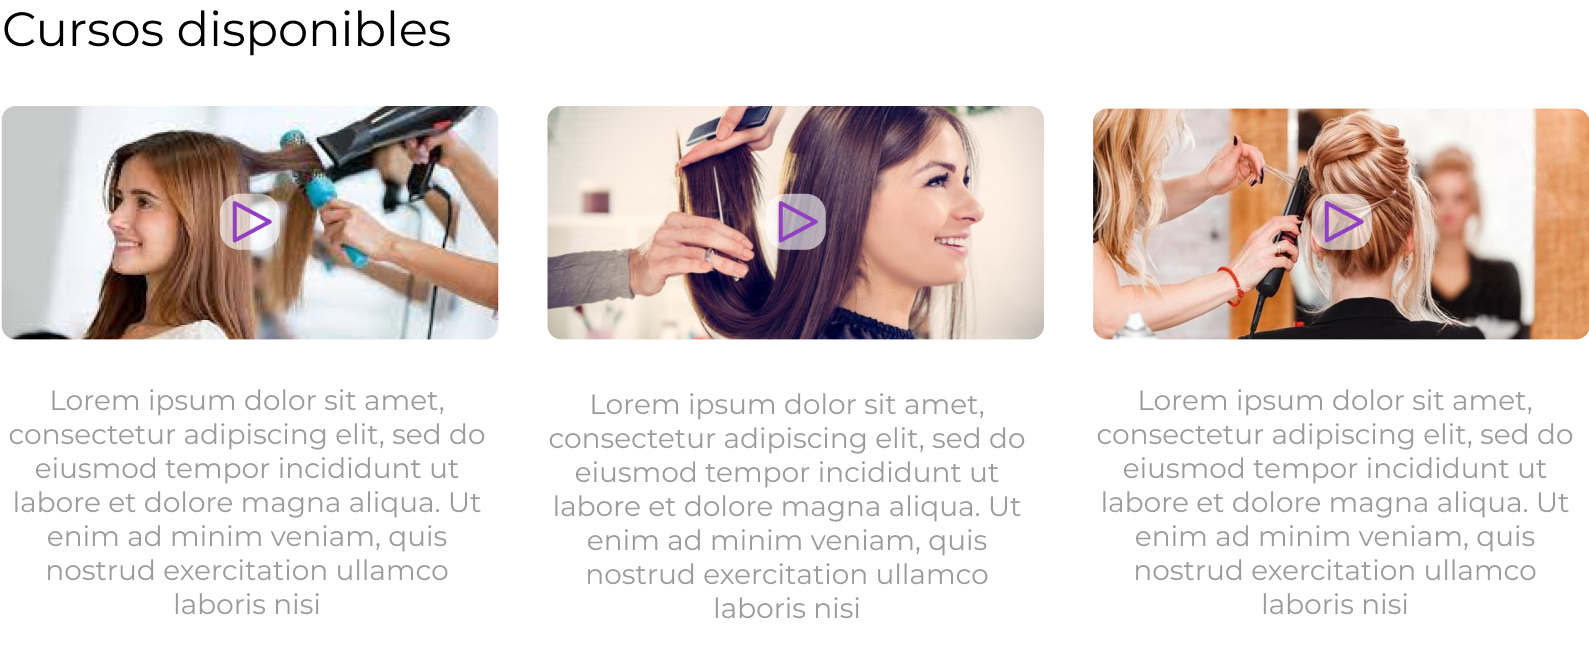 Cursos disponibles
Lorem ipsum dolor sit amet,
consectetur adipiscing elit, sed do
eiusmod tempor incididunt ut
labore et dolore magna aliqua. Ut
enim ad minim veniam, quis
nostrud exercitation ullamco
laboris nisi
Lorem ipsum dolor sit amet,
consectetur adipiscing elit, sed do
eiusmod tempor incididunt ut
labore et dolore magna aliqua. Ut
enim ad minim veniam, quis
nostrud exercitation ullamco
laboris nisi
Lorem ipsum dolor sit amet,
consectetur adipiscing elit, sed do
eiusmod tempor incididunt ut
labore et dolore magna aliqua. Ut
enim ad minim veniam, quis
nostrud exercitation ullamco
laboris nisi